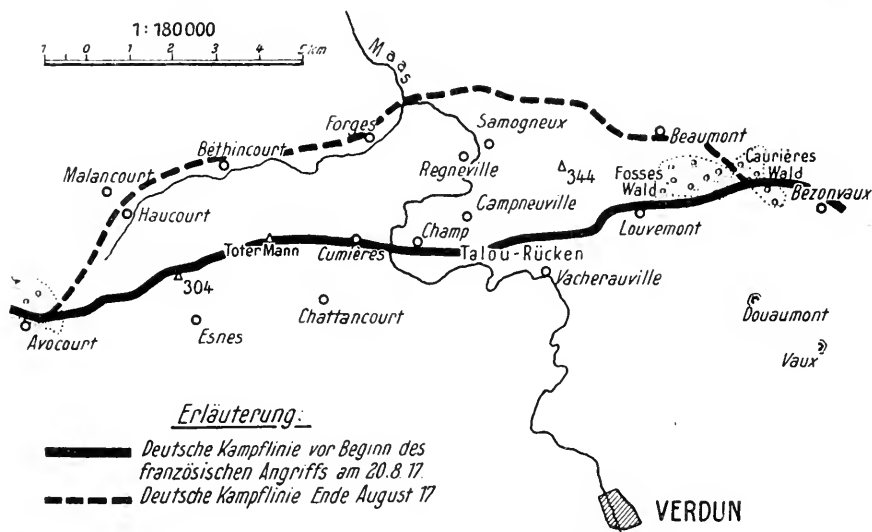 1:180000
1 0 1 2 3 4 5 km
Maas
Forges
Samogneux
Beaumont
Béthincourt
Caurières
Wald
Malancourt
Regneville
344
Fosses
Wald
Haucourt
Campneuville
Bezonvaux
Champ
Louvemont
Toter Mann
Cumières
Talou-Rücken
304
Vacherauville
Chattancourt
Avocourt
Esnes
Douaumont
Vaux
Erläuterung:
Deutsche Kampflinie vor Beginn des
französischen Angriffs am 20.8.17.
Deutsche Kampflinie Ende August 17
VERDUN